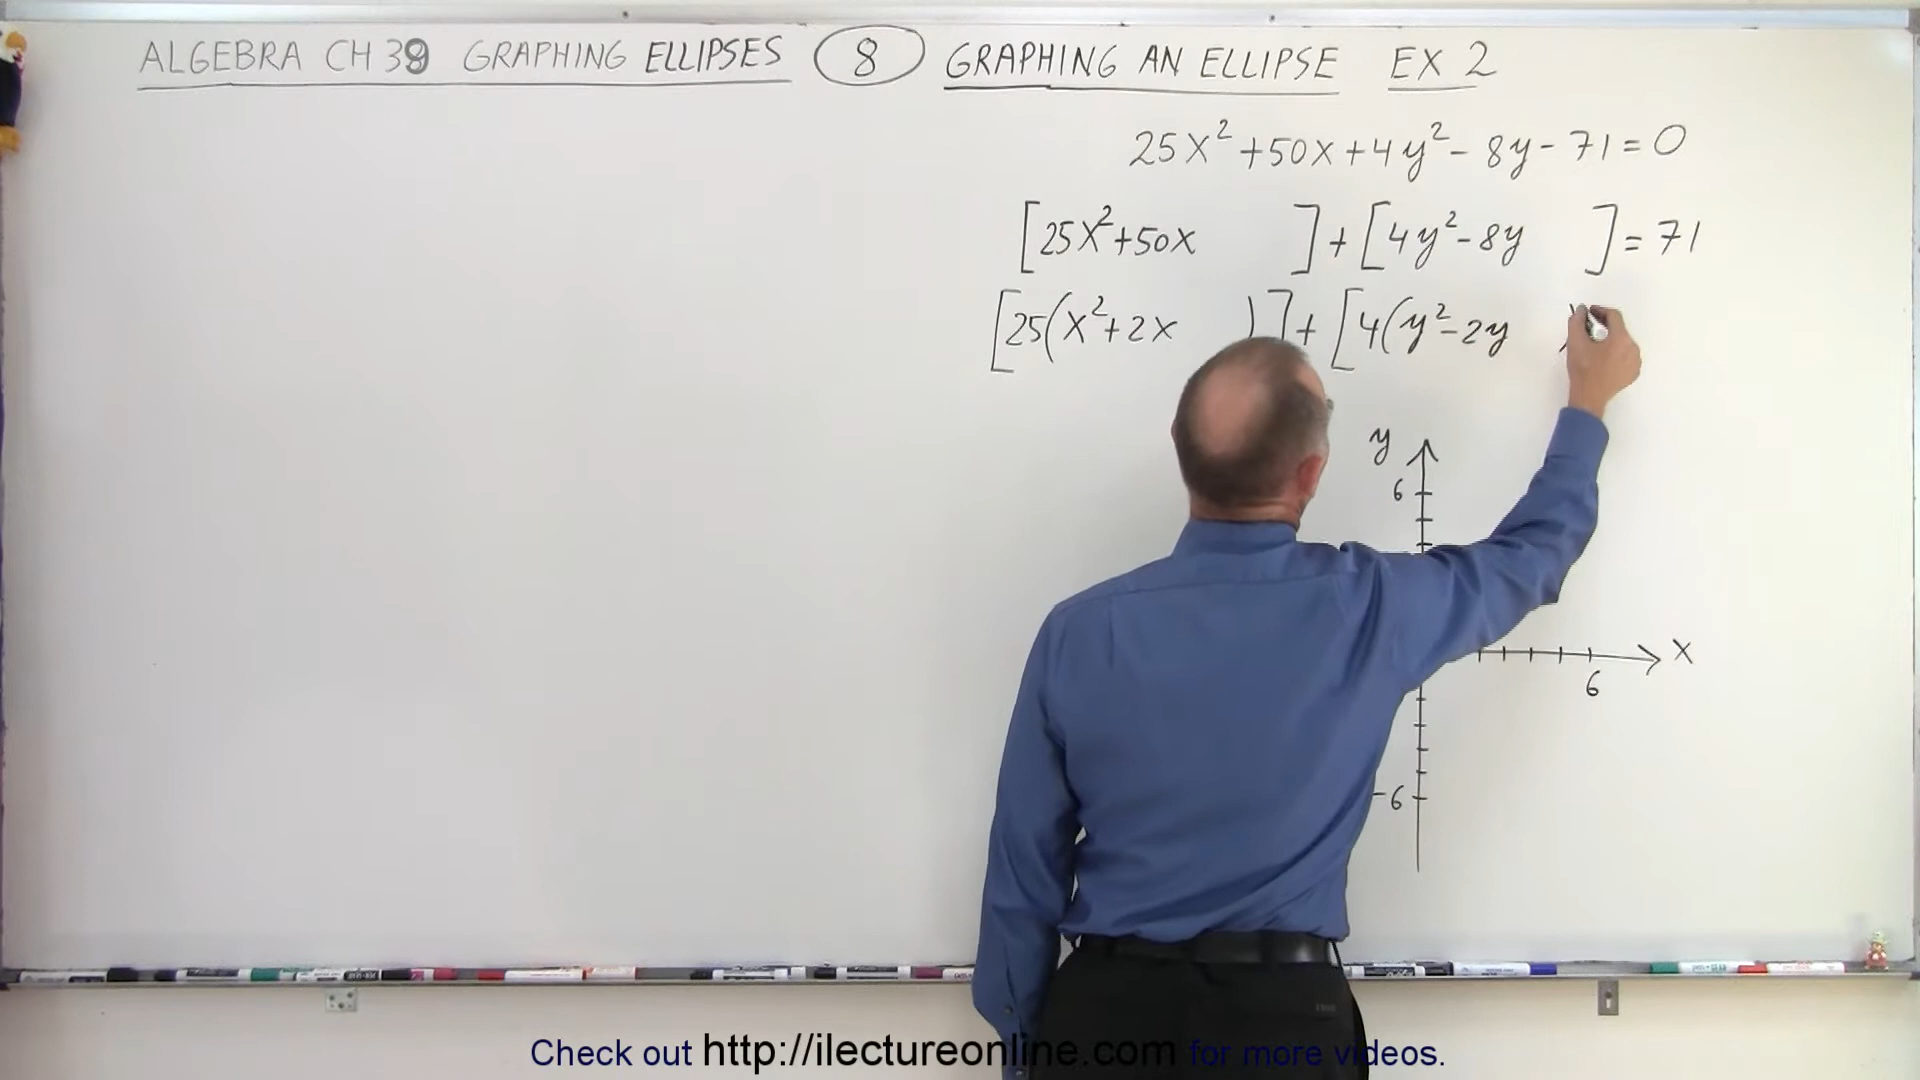 ALGEBRA CH 39 GRAPHING ELLIPSES 8 GRAPHING AN ELLIPSE EX 2
25x²+50x+4y²-8y-71=0
[25x²+50x ]+[4y²-8y ]=71
[25(x²+2x )]+[4(y²-2y )
y
6
x
6
-6
Check out http://ilectureonline.com for more videos.